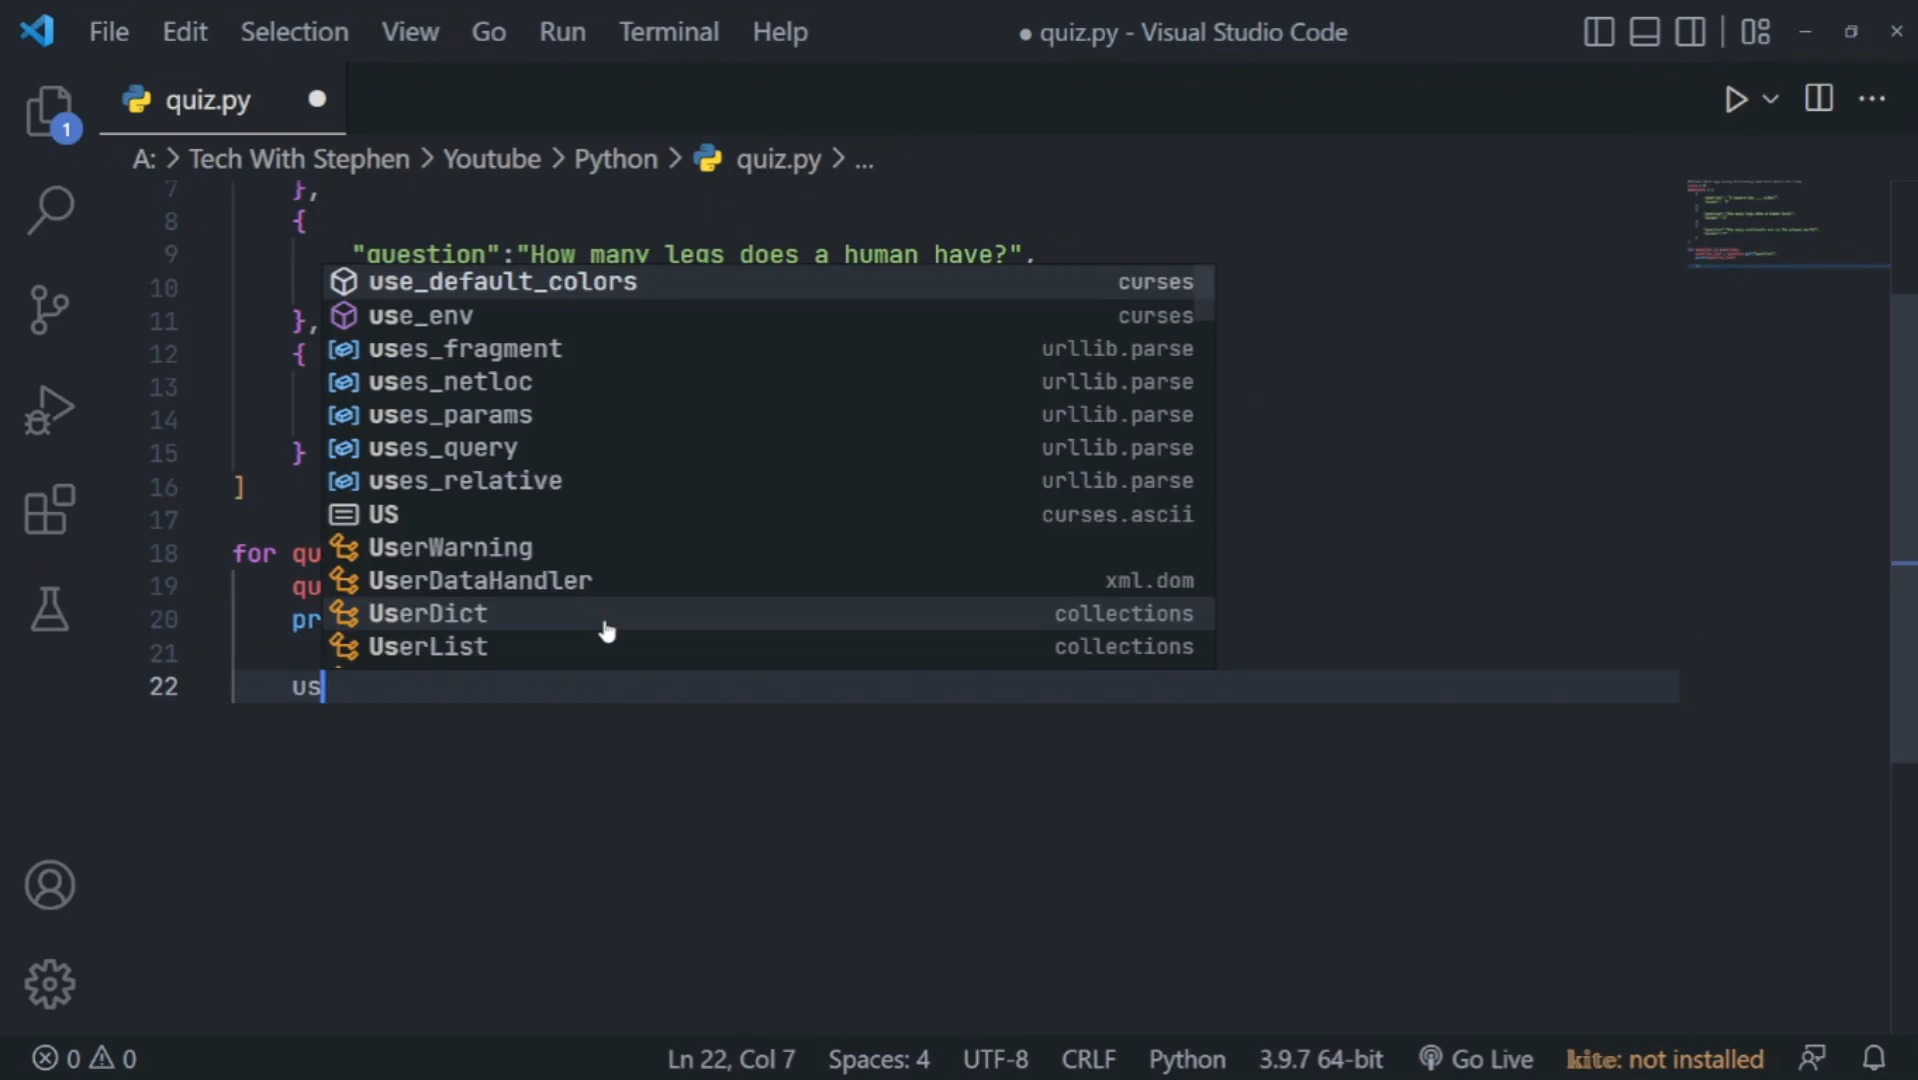 File Edit Selection View Go Run Terminal Help ● quiz.py - Visual Studio Code
quiz.py ●
1
A: > Tech With Stephen > Youtube > Python > quiz.py > ...
7 },
8 {
9 "question":"How many legs does a human have?",
10
11 },
12 {
13
14
15 }
16 ]
17
18 for qu
19 qu
20 pr
21
22 us
use_default_colors curses
use_env curses
uses_fragment urllib.parse
uses_netloc urllib.parse
uses_params urllib.parse
uses_query urllib.parse
uses_relative urllib.parse
US curses.ascii
UserWarning
UserDataHandler xml.dom
UserDict collections
UserList collections
0 0 Ln 22, Col 7 Spaces: 4 UTF-8 CRLF Python 3.9.7 64-bit Go Live kite: not installed